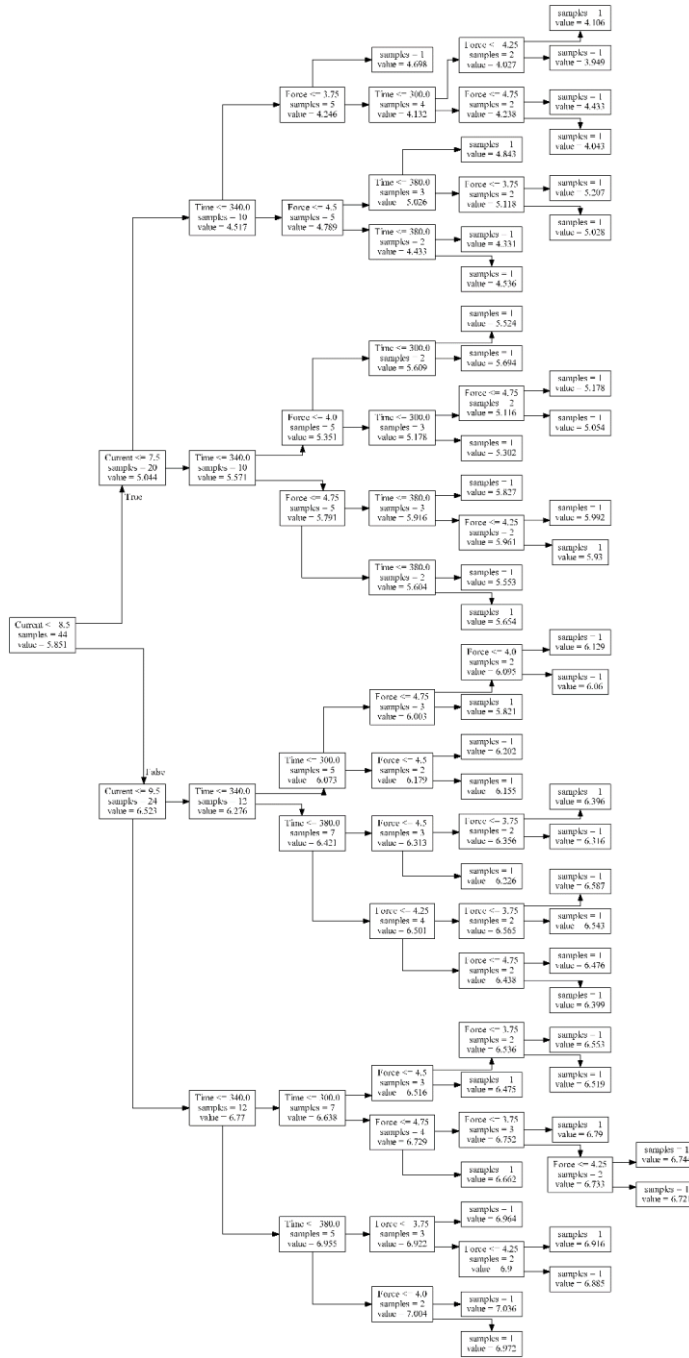 samples = 1
value = 4.106
Force <= 4.25
samples = 2
value = 4.027
samples = 1
value = 3.949
samples = 1
value = 4.698
Force <= 3.75
samples = 5
value = 4.246
Time <= 300.0
samples = 4
value = 4.132
Force <= 4.75
samples = 2
value = 4.238
samples = 1
value = 4.433
samples = 1
value = 4.043
samples = 1
value = 4.843
Time <= 340.0
samples = 10
value = 4.517
Force <= 4.5
samples = 5
value = 4.789
Time <= 380.0
samples = 3
value = 5.026
Force <= 3.75
samples = 2
value = 5.118
samples = 1
value = 5.207
samples = 1
value = 5.028
Time <= 380.0
samples = 2
value = 4.433
samples = 1
value = 4.331
samples = 1
value = 4.536
samples = 1
value = 5.524
Time <= 300.0
samples = 2
value = 5.609
samples = 1
value = 5.694
Force <= 4.0
samples = 5
value = 5.351
Time <= 300.0
samples = 3
value = 5.178
Force <= 4.75
samples = 2
value = 5.116
samples = 1
value = 5.178
samples = 1
value = 5.054
samples = 1
value = 5.302
Current <= 7.5
samples = 20
value = 5.044
True
Time <= 340.0
samples = 10
value = 5.571
Force <= 4.75
samples = 5
value = 5.791
Time <= 380.0
samples = 3
value = 5.916
samples = 1
value = 5.827
Force <= 4.25
samples = 2
value = 5.961
samples = 1
value = 5.992
samples = 1
value = 5.93
Time <= 380.0
samples = 2
value = 5.604
samples = 1
value = 5.553
samples = 1
value = 5.654
Current <= 8.5
samples = 44
value = 5.851
Force <= 4.0
samples = 2
value = 6.095
samples = 1
value = 6.129
samples = 1
value = 6.06
Force <= 4.75
samples = 3
value = 6.003
samples = 1
value = 5.821
Time <= 300.0
samples = 5
value = 6.073
Force <= 4.5
samples = 2
value = 6.179
samples = 1
value = 6.202
samples = 1
value = 6.155
False
Current <= 9.5
samples = 24
value = 6.523
Time <= 340.0
samples = 12
value = 6.276
Time <= 380.0
samples = 7
value = 6.421
Force <= 4.5
samples = 3
value = 6.313
Force <= 3.75
samples = 2
value = 6.356
samples = 1
value = 6.396
samples = 1
value = 6.316
samples = 1
value = 6.226
Force <= 4.25
samples = 4
value = 6.501
Force <= 3.75
samples = 2
value = 6.565
samples = 1
value = 6.587
samples = 1
value = 6.543
Force <= 4.75
samples = 2
value = 6.438
samples = 1
value = 6.476
samples = 1
value = 6.399
Force <= 3.75
samples = 2
value = 6.536
samples = 1
value = 6.553
samples = 1
value = 6.519
Force <= 4.5
samples = 3
value = 6.516
samples = 1
value = 6.475
Time <= 340.0
samples = 12
value = 6.77
Time <= 300.0
samples = 7
value = 6.638
Force <= 4.75
samples = 4
value = 6.729
Force <= 3.75
samples = 3
value = 6.752
samples = 1
value = 6.79
Force <= 4.25
samples = 2
value = 6.733
samples = 1
value = 6.744
samples = 1
value = 6.721
samples = 1
value = 6.662
Time <= 380.0
samples = 5
value = 6.955
Force <= 3.75
samples = 3
value = 6.922
samples = 1
value = 6.964
Force <= 4.25
samples = 2
value = 6.9
samples = 1
value = 6.916
samples = 1
value = 6.885
Force <= 4.0
samples = 2
value = 7.004
samples = 1
value = 7.036
samples = 1
value = 6.972